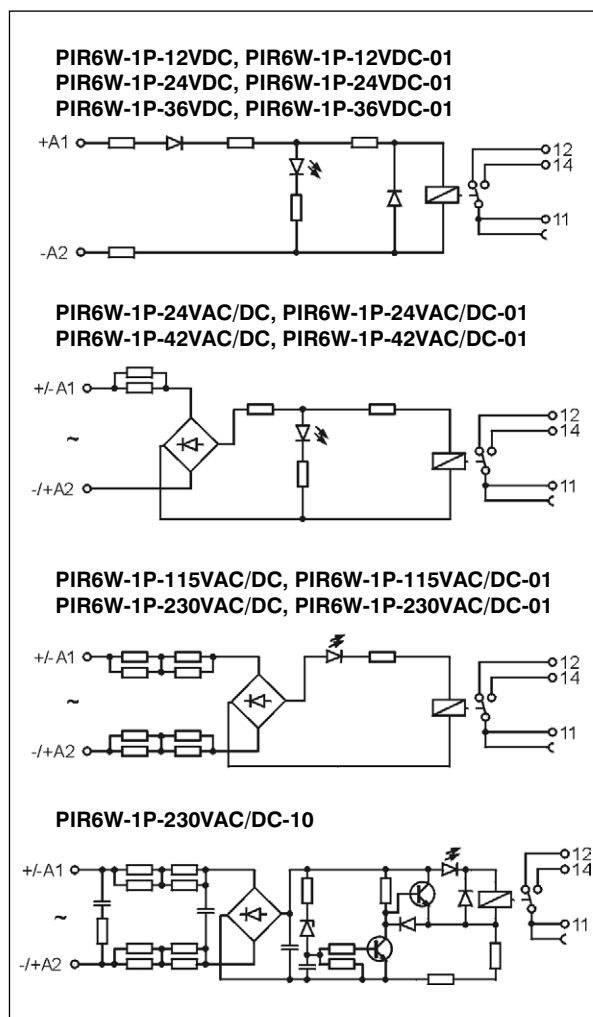 PIR6W-1P-12VDC, PIR6W-1P-12VDC-01
PIR6W-1P-24VDC, PIR6W-1P-24VDC-01
PIR6W-1P-36VDC, PIR6W-1P-36VDC-01
+A1
12
14
11
-A2
PIR6W-1P-24VAC/DC, PIR6W-1P-24VAC/DC-01
PIR6W-1P-42VAC/DC, PIR6W-1P-42VAC/DC-01
+/-A1
12
14
~
-/+A2
11
PIR6W-1P-115VAC/DC, PIR6W-1P-115VAC/DC-01
PIR6W-1P-230VAC/DC, PIR6W-1P-230VAC/DC-01
+/-A1
12
14
~
11
-/+A2
PIR6W-1P-230VAC/DC-10
12
+/-A1
14
~
11
-/+A2